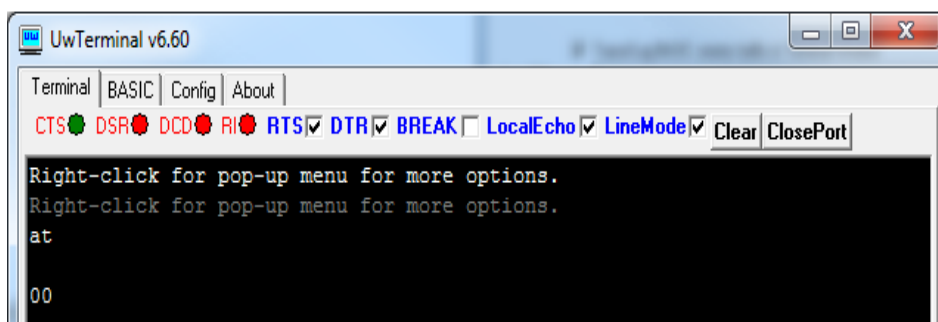 UwTerminal v6.60
Terminal BASIC Config About
CTS DSR DCD RI RTS DTR BREAK LocalEcho LineMode Clear ClosePort
Right-click for pop-up menu for more options.
Right-click for pop-up menu for more options.
at
00